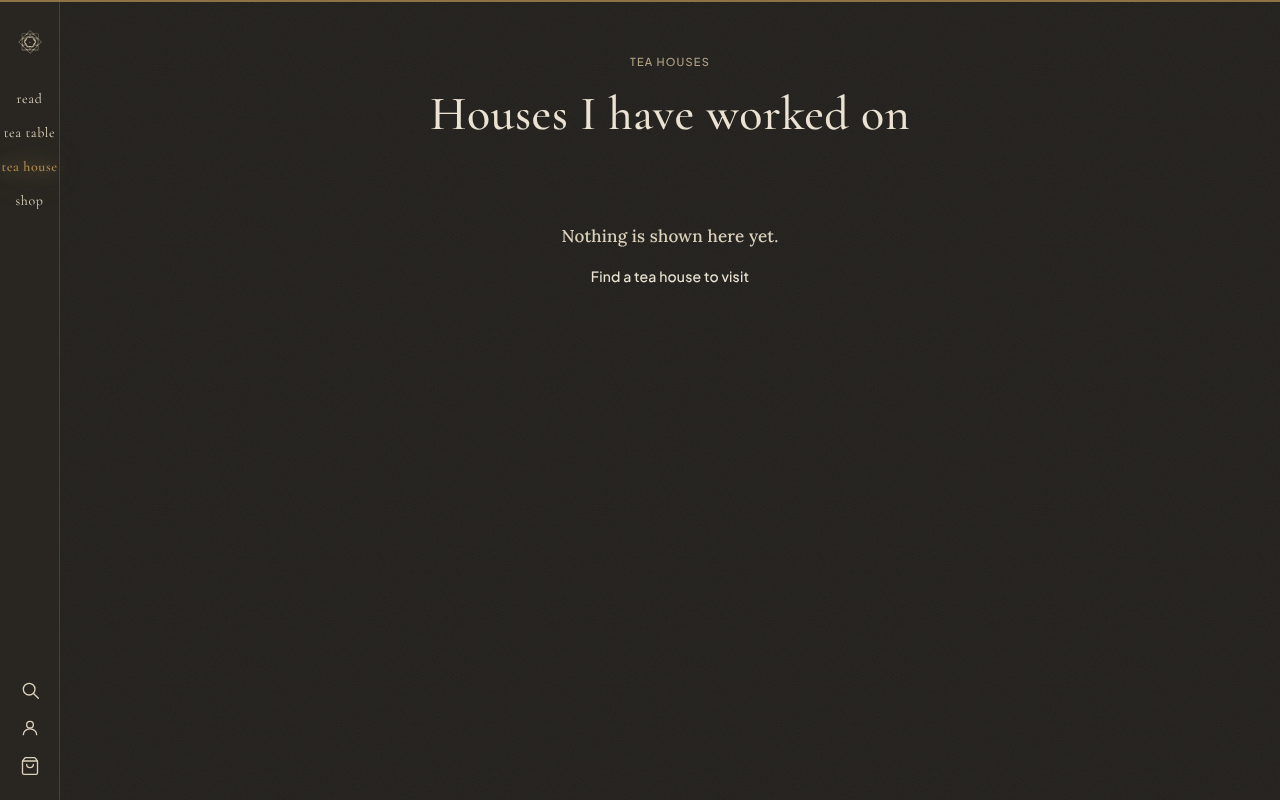 read
tea table
tea house
shop
TEA HOUSES
Houses I have worked on
Nothing is shown here yet.
Find a tea house to visit